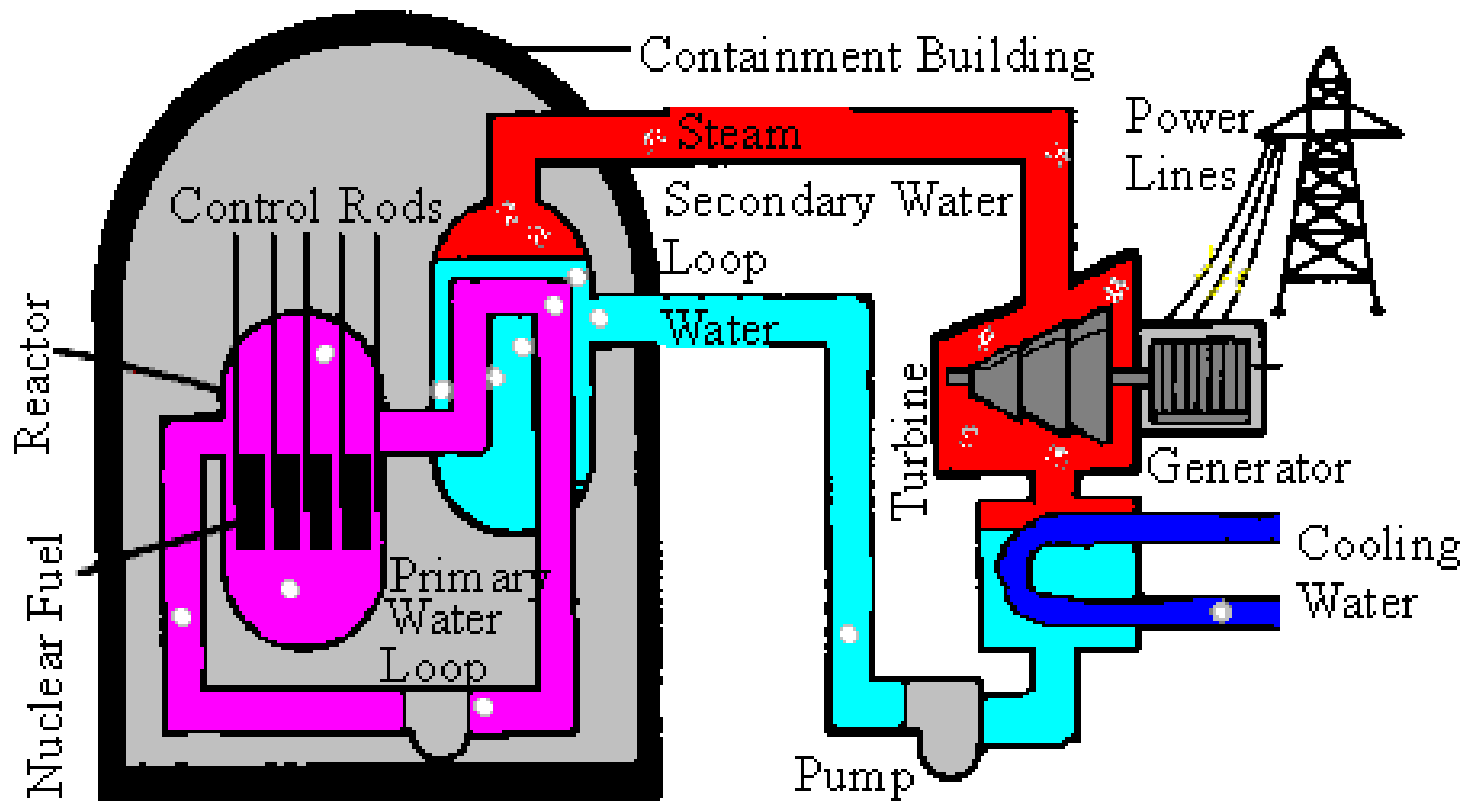 Containment Building
Steam
Power
Lines
Control Rods
Secondary Water
Loop
Water
Reactor
Turbine
Generator
Nuclear Fuel
Primary
Water
Loop
Cooling
Water
Pump